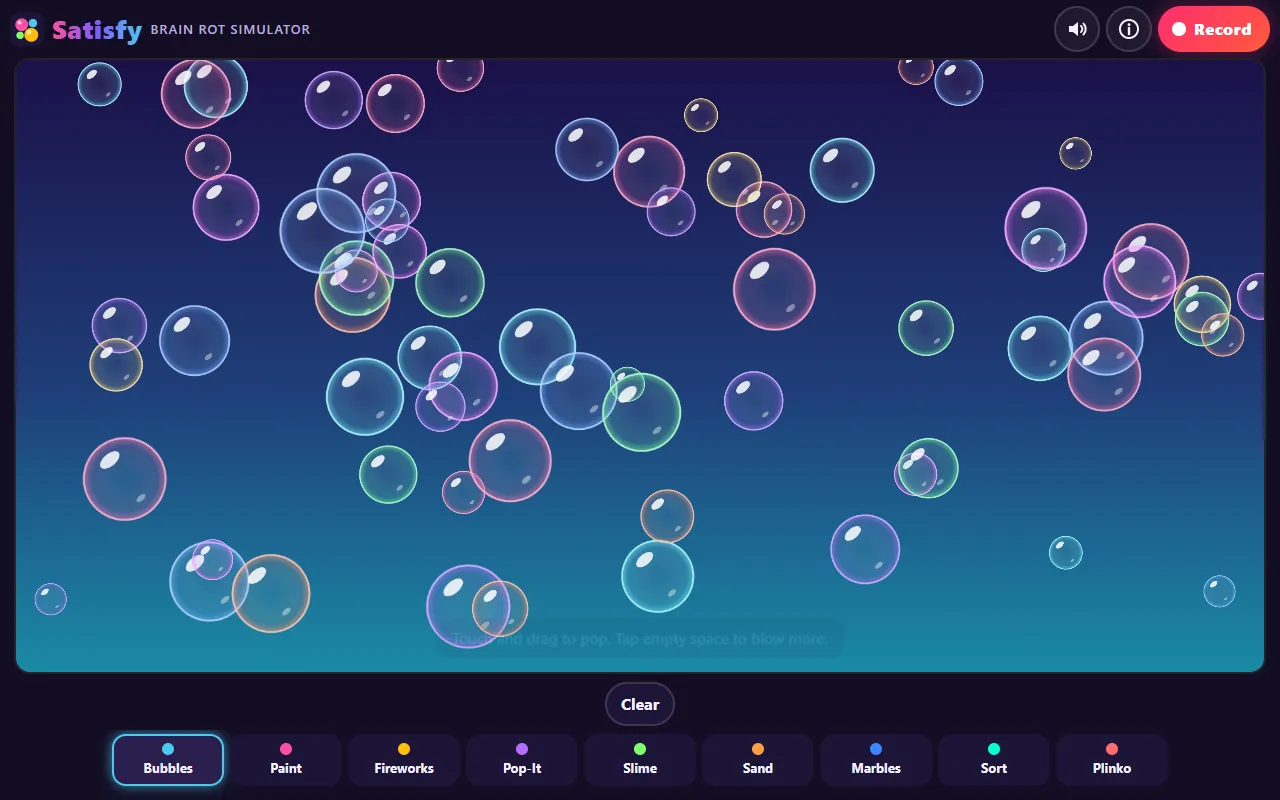 Satisfy BRAIN ROT SIMULATOR
Record
Touch and drag to pop. Tap empty space to blow more.
Clear
Bubbles
Paint
Fireworks
Pop-It
Slime
Sand
Marbles
Sort
Plinko